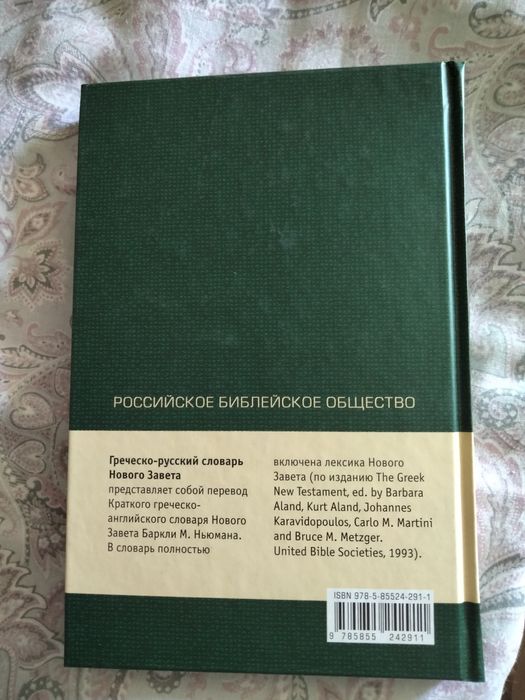 РОССИЙСКОЕ БИБЛЕЙСКОЕ ОБЩЕСТВО
Греческо-русский словарь
Нового Завета
представляет собой перевод
Краткого греческо-
английского словаря Нового
Завета Баркли М. Ньюмана.
В словарь полностью
включена лексика Нового
Завета (по изданию The Greek
New Testament, ed. by Barbara
Aland, Kurt Aland, Johannes
Karavidopoulos, Carlo M. Martini
and Bruce M. Metzger.
United Bible Societies, 1993).
ISBN 978-5-85524-291-1
9 785855 242911